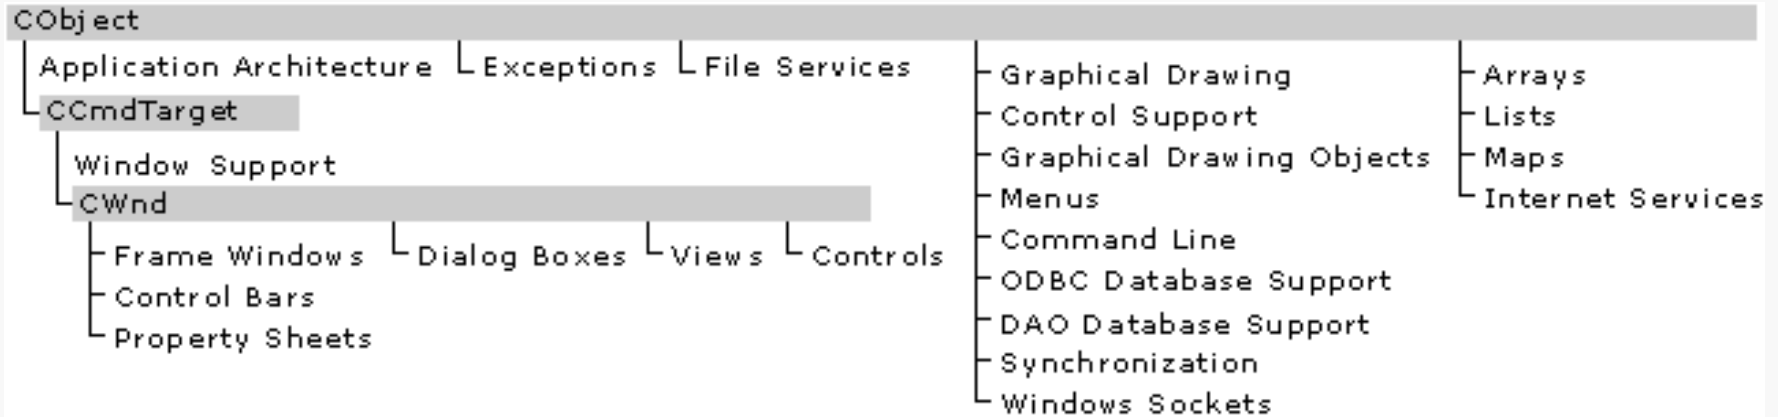 CObject
Application Architecture
CCmdTarget
Window Support
CWnd
Frame Windows
Control Bars
Property Sheets
Dialog Boxes
Views
Controls
Exceptions
File Services
Graphical Drawing
Control Support
Graphical Drawing Objects
Menus
Command Line
ODBC Database Support
DAO Database Support
Synchronization
Windows Sockets
Arrays
Lists
Maps
Internet Services